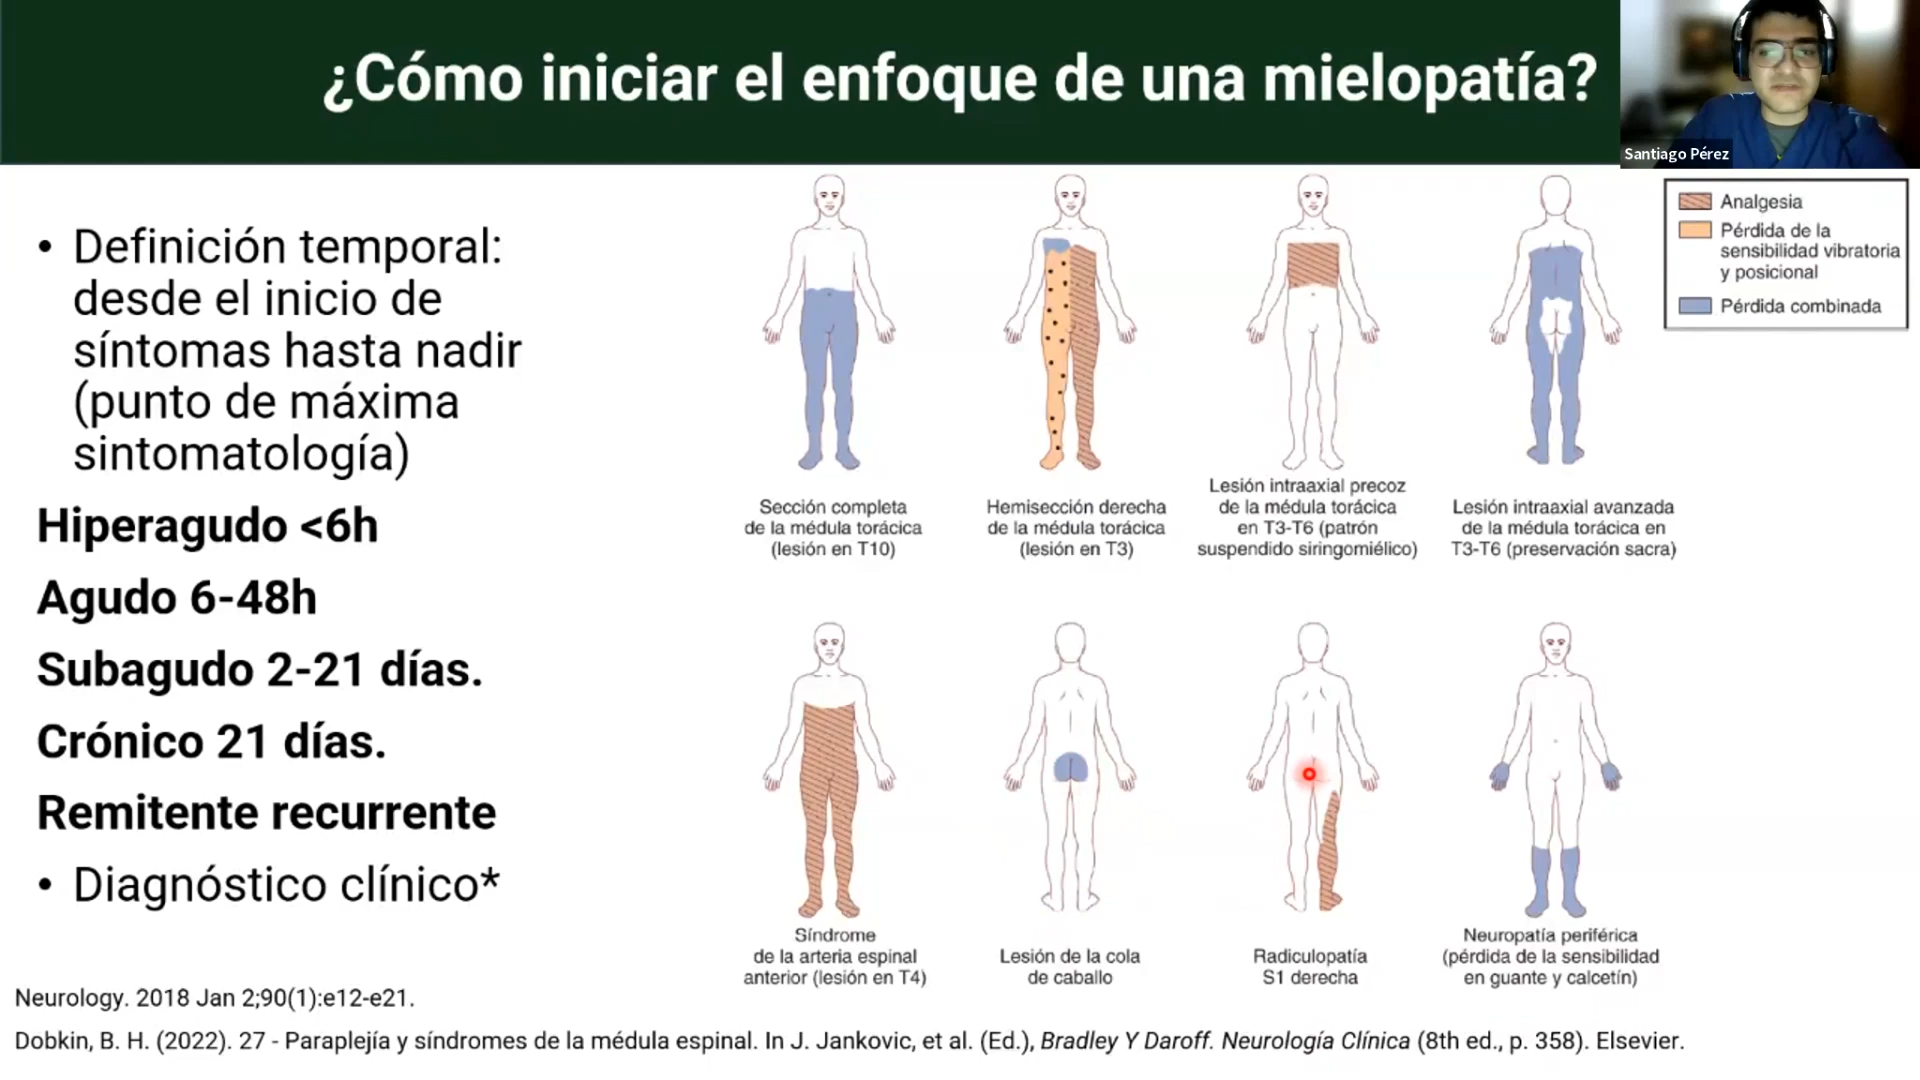 ¿Cómo iniciar el enfoque de una mielopatía?
Santiago Pérez
• Definición temporal:
desde el inicio de
síntomas hasta nadir
(punto de máxima
sintomatología)
Hiperagudo <6h
Agudo 6-48h
Subagudo 2-21 días.
Crónico 21 días.
Remitente recurrente
• Diagnóstico clínico*
Analgesia
Pérdida de la
sensibilidad vibratoria
y posicional
Pérdida combinada
Sección completa
de la médula torácica
(lesión en T10)
Hemisección derecha
de la médula torácica
(lesión en T3)
Lesión intraaxial precoz
de la médula torácica
en T3-T6 (patrón
suspendido siringomiélico)
Lesión intraaxial avanzada
de la médula torácica en
T3-T6 (preservación sacra)
Síndrome
de la arteria espinal
anterior (lesión en T4)
Lesión de la cola
de caballo
Radiculopatía
S1 derecha
Neuropatía periférica
(pérdida de la sensibilidad
en guante y calcetín)
Neurology. 2018 Jan 2;90(1):e12-e21.
Dobkin, B. H. (2022). 27 - Paraplejía y síndromes de la médula espinal. In J. Jankovic, et al. (Ed.), Bradley Y Daroff. Neurología Clínica (8th ed., p. 358). Elsevier.